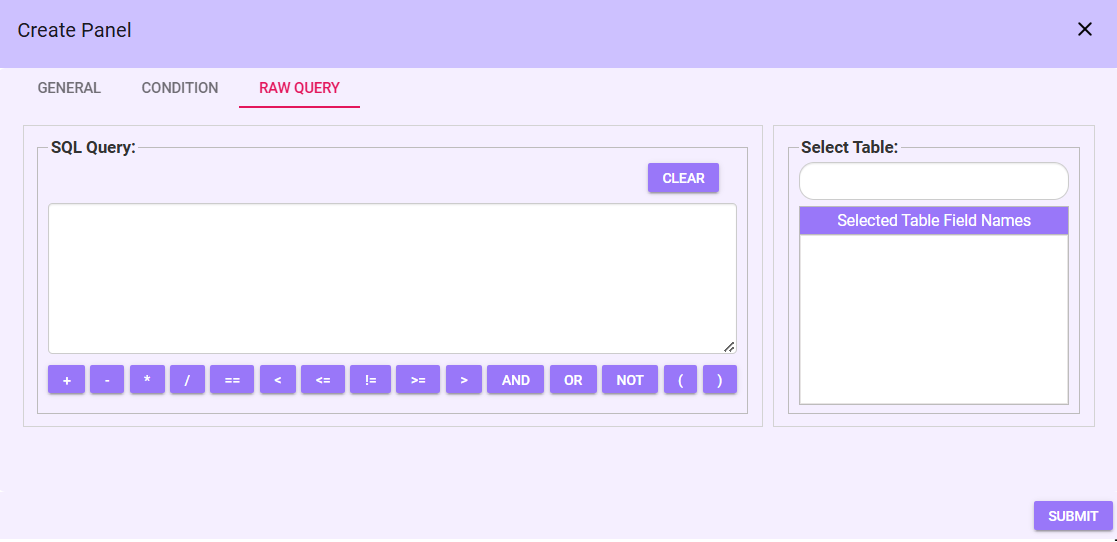 Create Panel
GENERAL CONDITION RAW QUERY
SQL Query:
CLEAR
+ - * / == < <= != >= > AND OR NOT ( )
Select Table:
Selected Table Field Names
SUBMIT